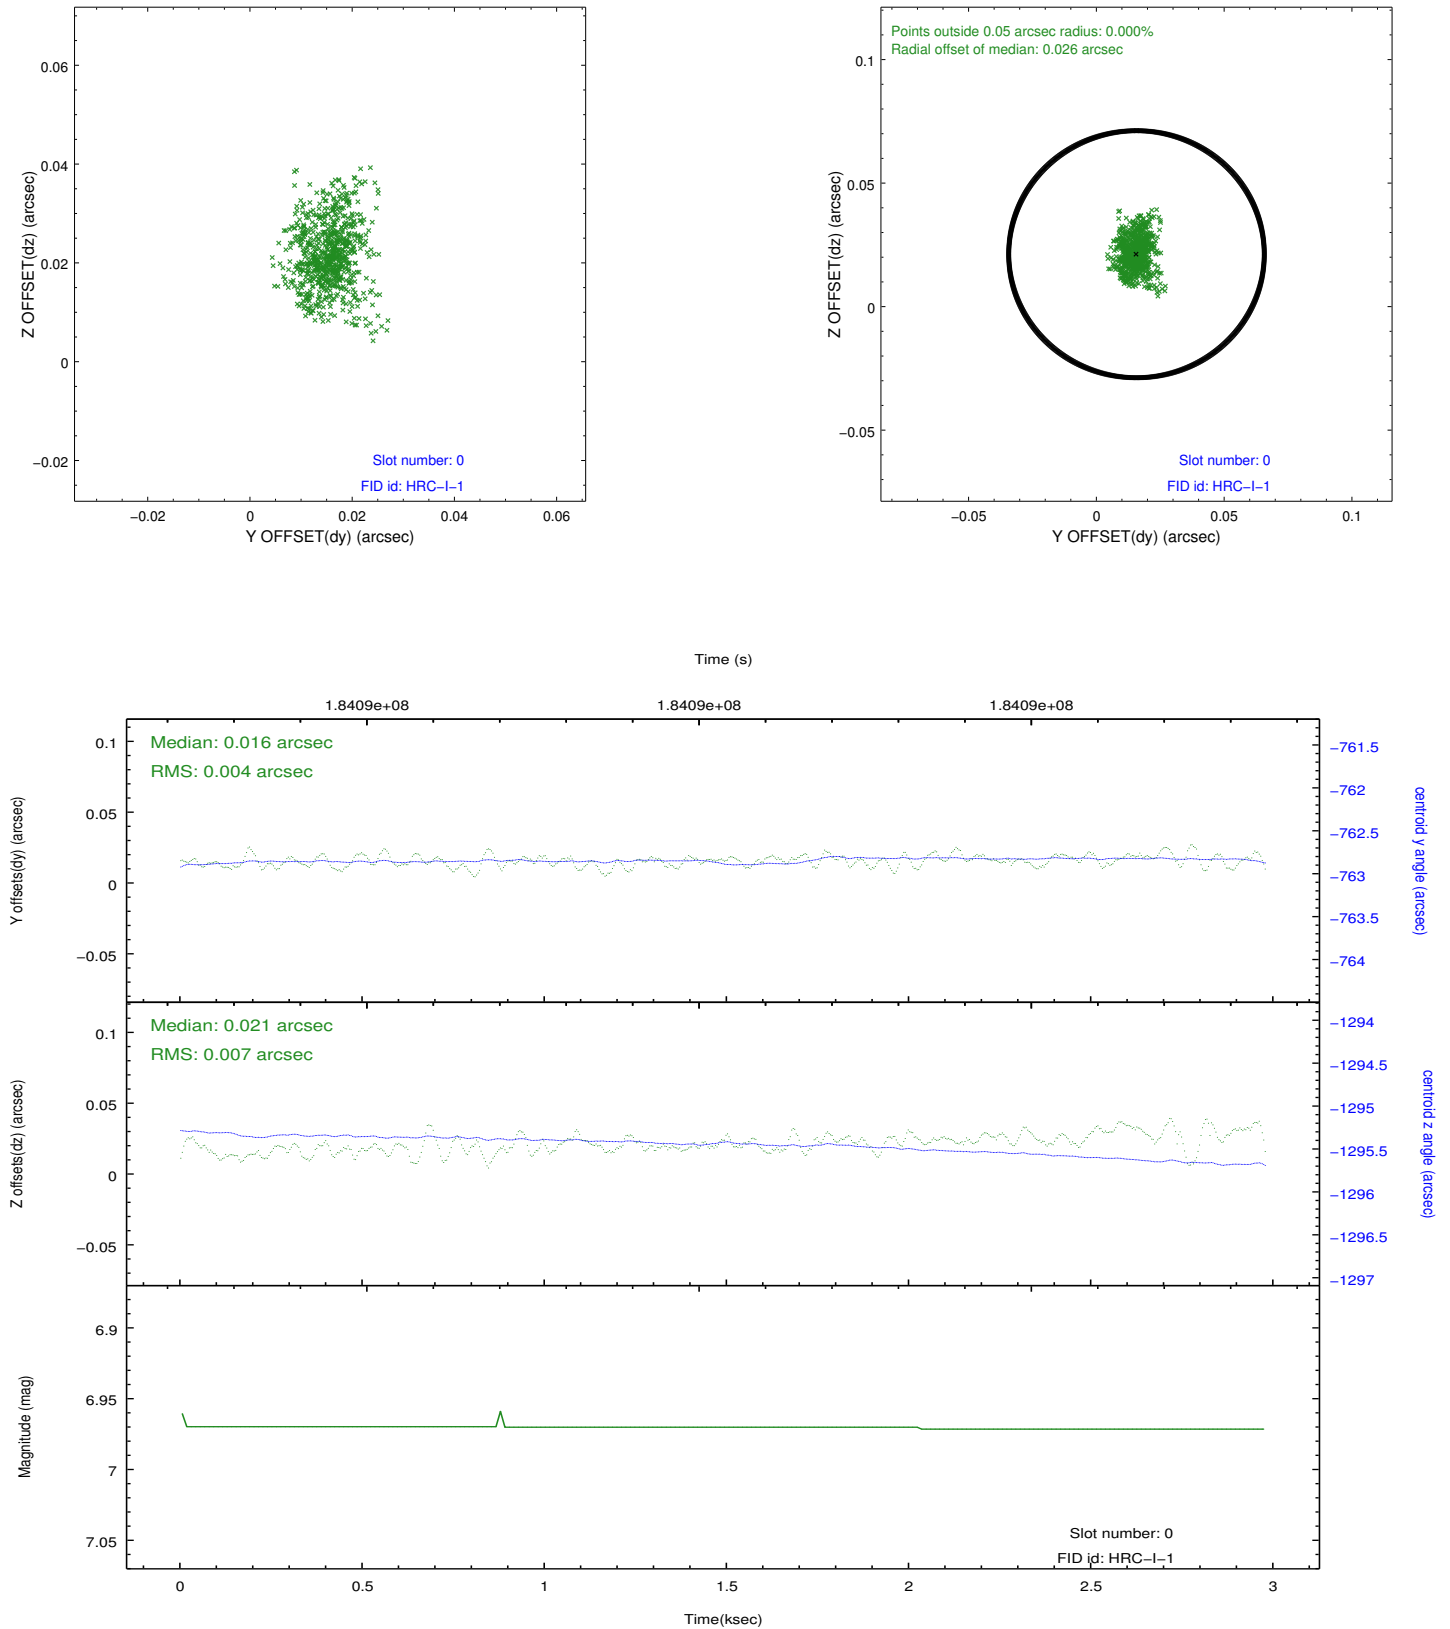 0.06
0.04
0.02
0
−0.02
−0.02
0
0.02
0.04
0.06
Z OFFSET(dz) (arcsec)
Y OFFSET(dy) (arcsec)
Slot number: 0
FID id: HRC−I−1
Points outside 0.05 arcsec radius: 0.000%
Radial offset of median: 0.026 arcsec
0.1
0.05
0
−0.05
−0.05
0
0.05
0.1
Z OFFSET(dz) (arcsec)
Y OFFSET(dy) (arcsec)
Slot number: 0
FID id: HRC−I−1
Time (s)
1.8409e+08
1.8409e+08
1.8409e+08
Median: 0.016 arcsec
RMS: 0.004 arcsec
0.1
0.05
0
−0.05
Y offsets(dy) (arcsec)
−761.5
−762
−762.5
−763
−763.5
−764
centroid y angle (arcsec)
Median: 0.021 arcsec
RMS: 0.007 arcsec
0.1
0.05
0
−0.05
Z offsets(dz) (arcsec)
−1294
−1294.5
−1295
−1295.5
−1296
−1296.5
−1297
centroid z angle (arcsec)
6.9
6.95
7
7.05
Magnitude (mag)
Slot number: 0
FID id: HRC−I−1
0
0.5
1
1.5
2
2.5
3
Time(ksec)